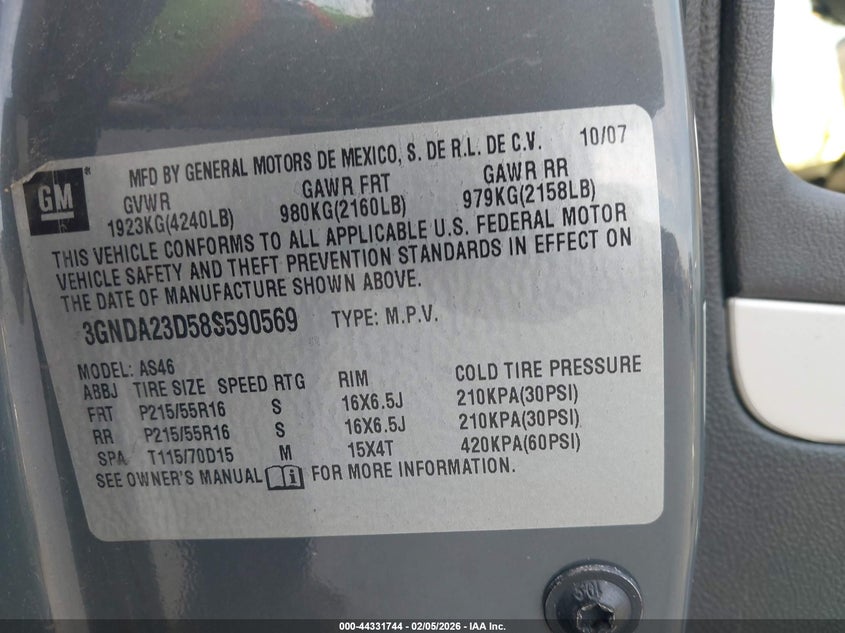 GM
MFD BY GENERAL MOTORS DE MEXICO, S. DE R.L. DE C.V. 10/07
GVWR GAWR FRT GAWR RR
1923KG(4240LB) 980KG(2160LB) 979KG(2158LB)
THIS VEHICLE CONFORMS TO ALL APPLICABLE U.S. FEDERAL MOTOR
VEHICLE SAFETY AND THEFT PREVENTION STANDARDS IN EFFECT ON
THE DATE OF MANUFACTURE SHOWN ABOVE.
3GNDA23D58S590569 TYPE: M.P.V.
MODEL: AS46
ABBJ TIRE SIZE SPEED RTG RIM COLD TIRE PRESSURE
FRT P215/55R16 S 16X6.5J 210KPA(30PSI)
RR P215/55R16 S 16X6.5J 210KPA(30PSI)
SPA T115/70D15 M 15X4T 420KPA(60PSI)
SEE OWNER'S MANUAL FOR MORE INFORMATION.
000-44331744 - 02/05/2026 - IAA Inc.